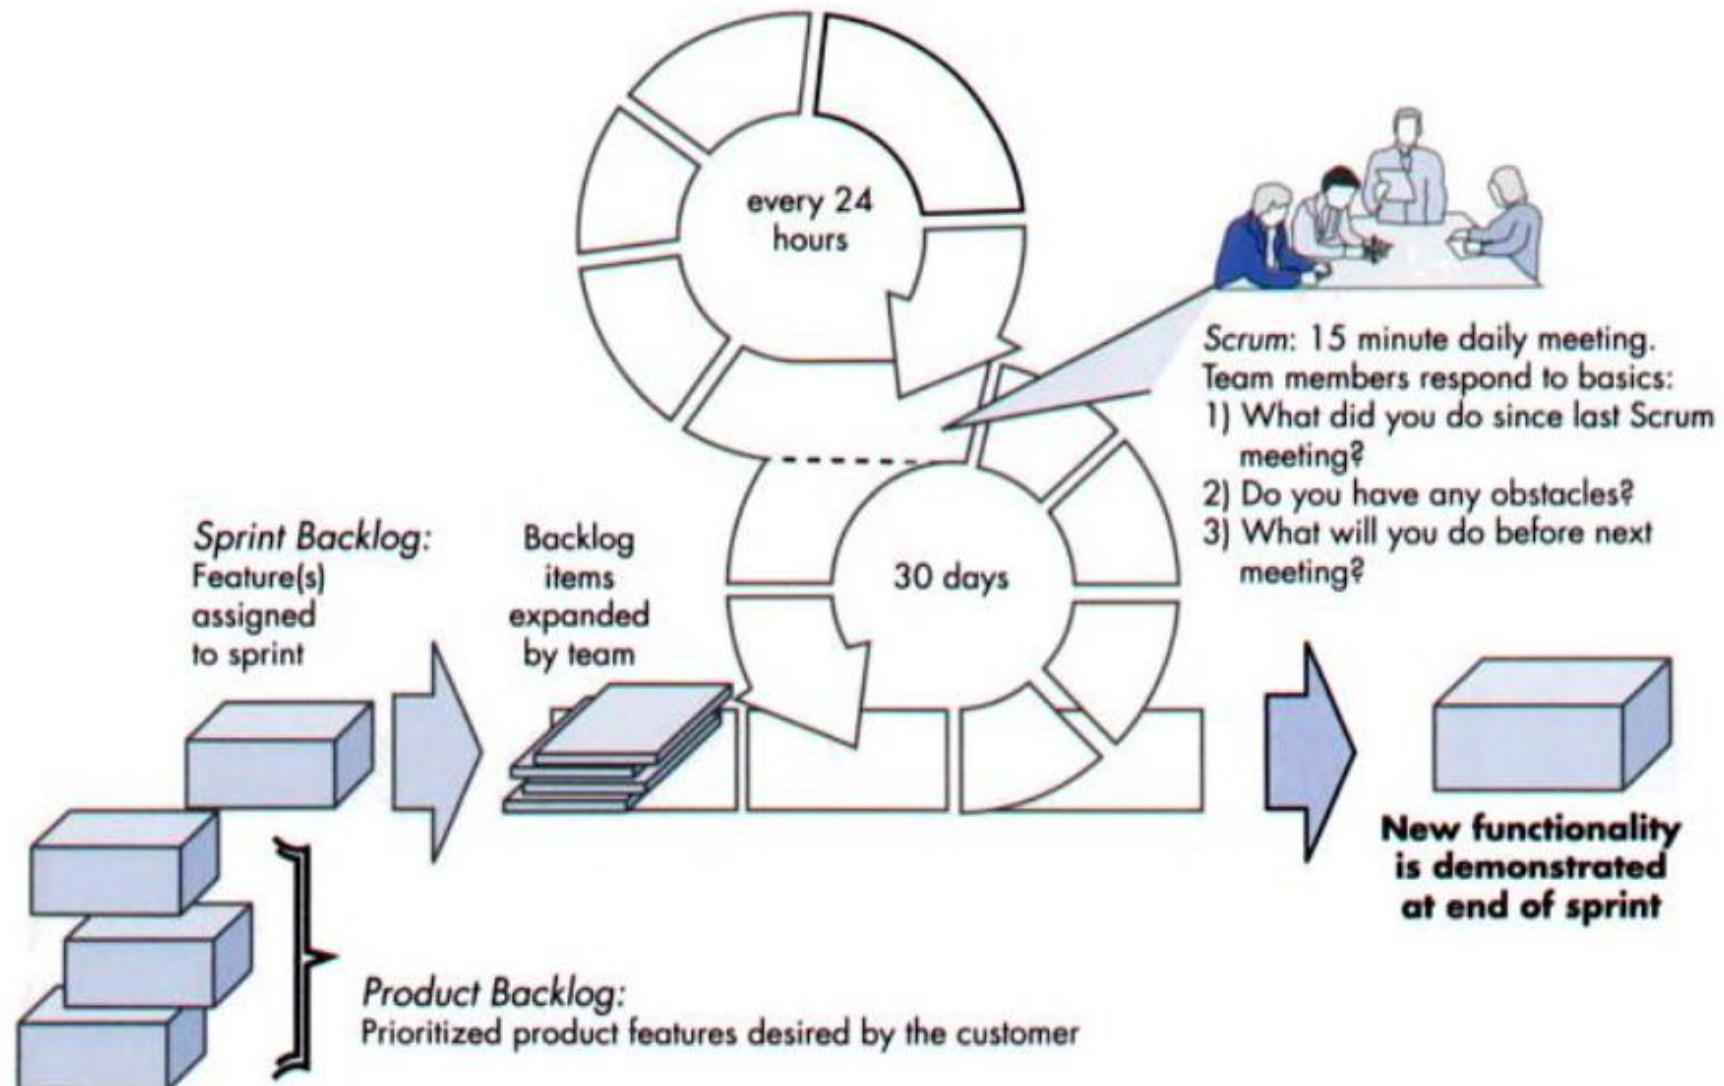 every 24
hours
Scrum: 15 minute daily meeting.
Team members respond to basics:
1) What did you do since last Scrum
meeting?
2) Do you have any obstacles?
3) What will you do before next
meeting?
Sprint Backlog:
Feature(s)
assigned
to sprint
Backlog
items
expanded
by team
30 days
New functionality
is demonstrated
at end of sprint
Product Backlog:
Prioritized product features desired by the customer